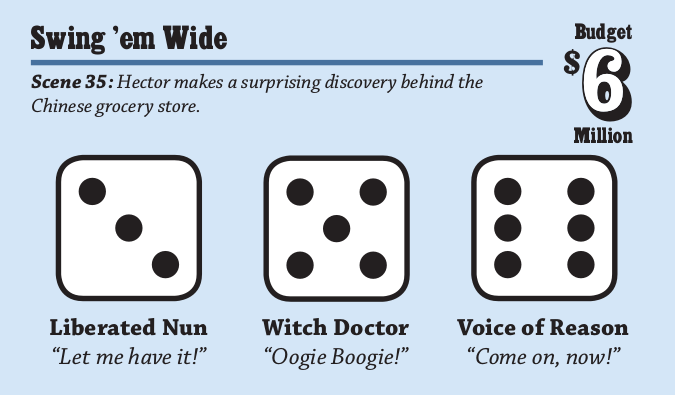 Swing ’em Wide
Budget
$6
Million
Scene 35: Hector makes a surprising discovery behind the
Chinese grocery store.
Liberated Nun
“Let me have it!”
Witch Doctor
“Oogie Boogie!”
Voice of Reason
“Come on, now!”